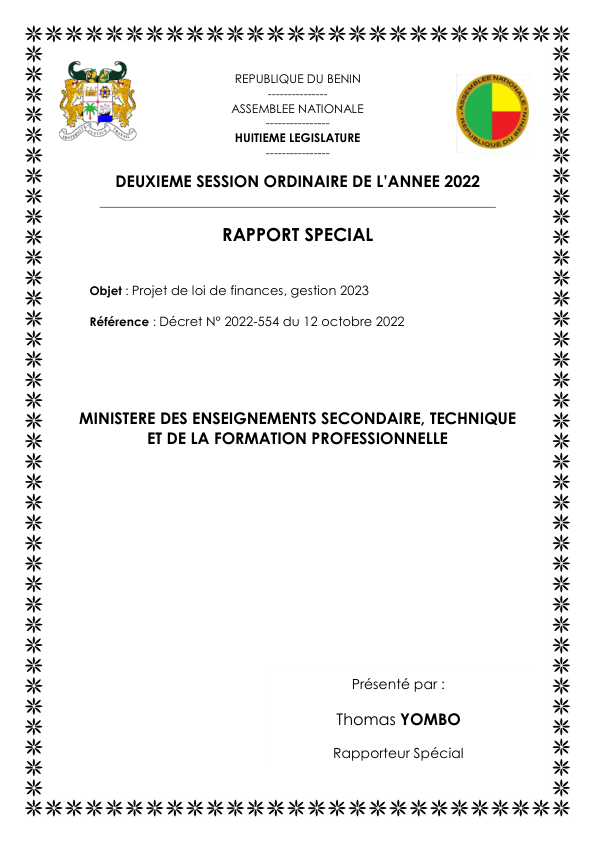 REPUBLIQUE DU BENIN
---------------
ASSEMBLEE NATIONALE
----------------
HUITIEME LEGISLATURE
----------------
ASSEMBLEE NATIONALE
REPUBLIQUE DU BENIN
FRATERNITE JUSTICE TRAVAIL
DEUXIEME SESSION ORDINAIRE DE L'ANNEE 2022
RAPPORT SPECIAL
Objet : Projet de loi de finances, gestion 2023
Référence : Décret N° 2022-554 du 12 octobre 2022
MINISTERE DES ENSEIGNEMENTS SECONDAIRE, TECHNIQUE
ET DE LA FORMATION PROFESSIONNELLE
Présenté par :
Thomas YOMBO
Rapporteur Spécial